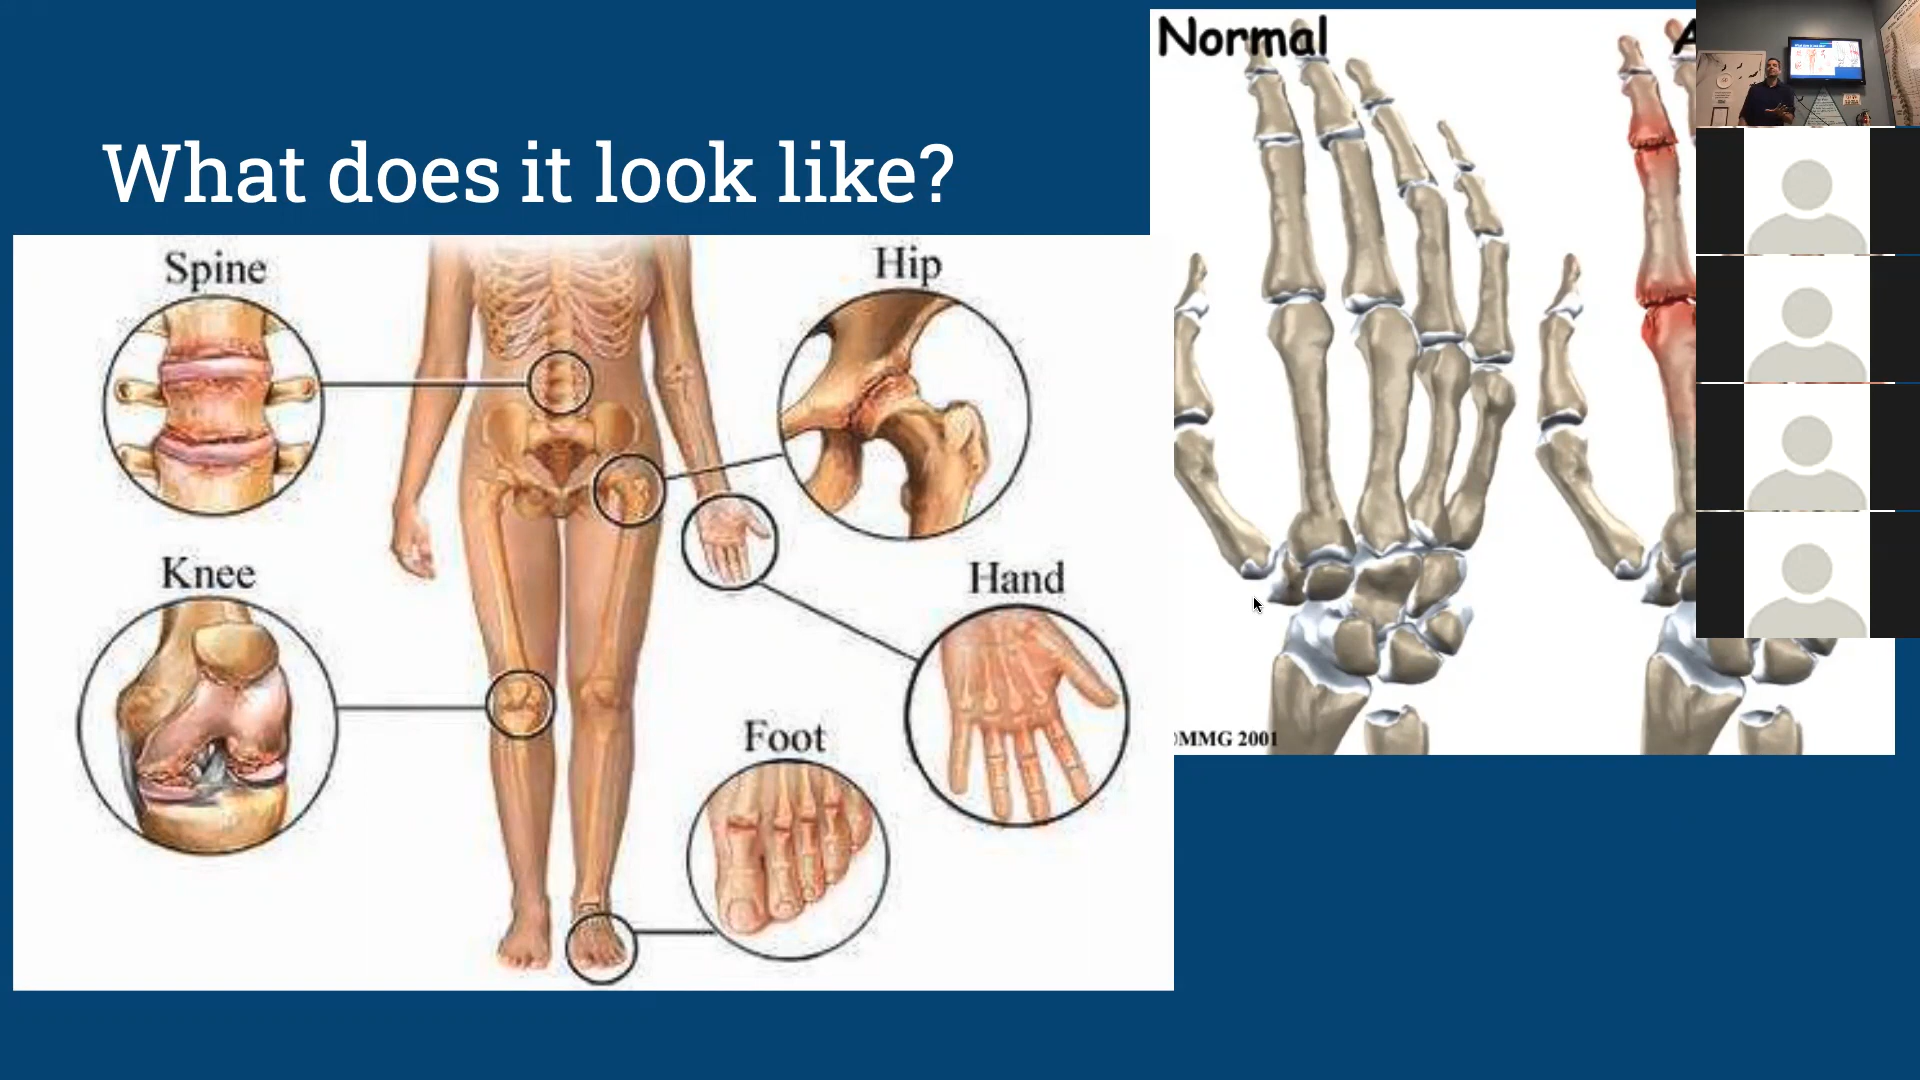 What does it look like?
Spine
Hip
Knee
Hand
Foot
Normal
A
MMG 2001